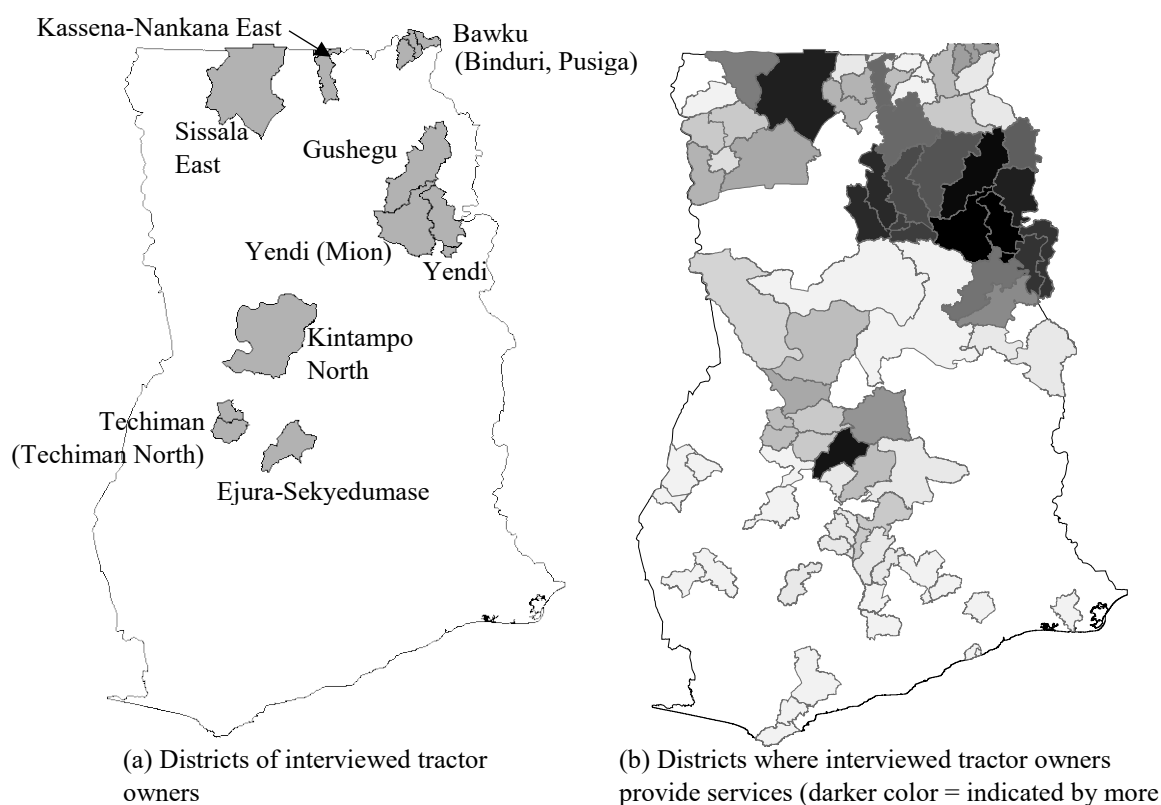 Kassena-Nankana East
Bawku
(Binduri, Pusiga)
Sissala
East
Gushegu
Yendi (Mion)
Yendi
Kintampo
North
Techiman
(Techiman North)
Ejura-Sekyedumase
(a) Districts of interviewed tractor
owners
(b) Districts where interviewed tractor owners
provide services (darker color = indicated by more